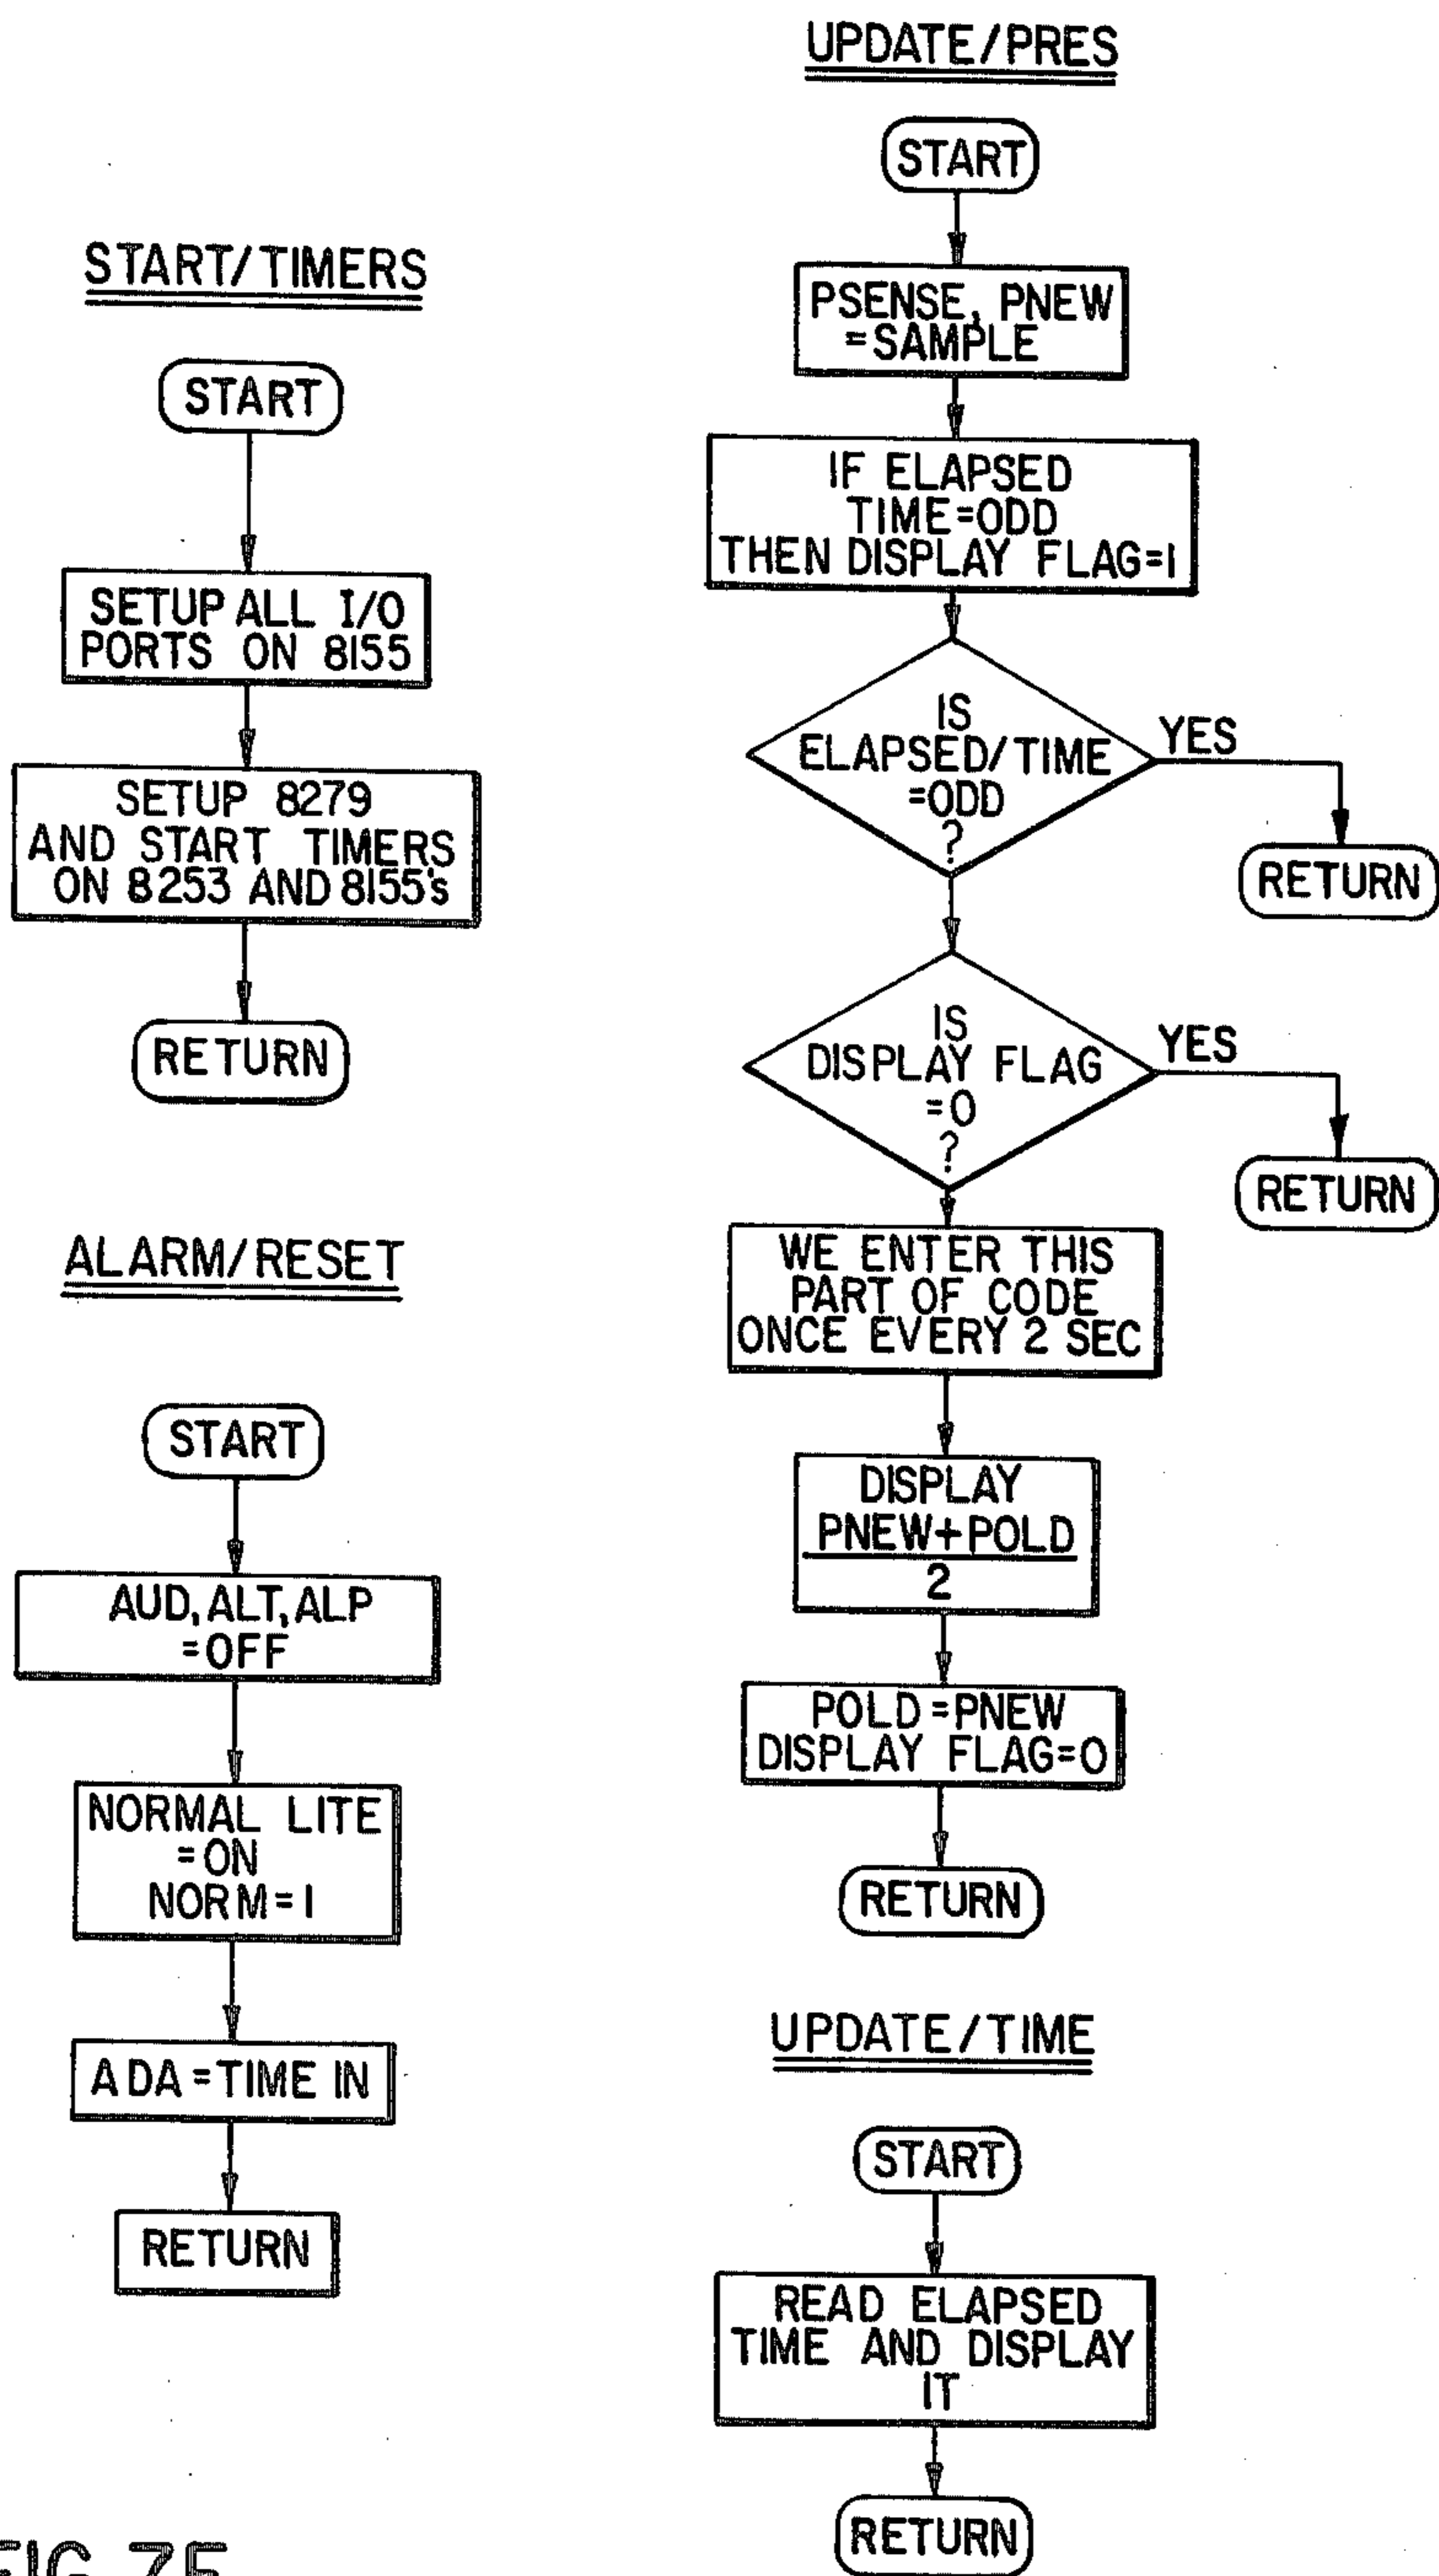 START/TIMERS
START
SETUP ALL I/O
PORTS ON 8155
SETUP 8279
AND START TIMERS
ON 8253 AND 8155's
RETURN
ALARM/RESET
START
AUD, ALT, ALP
=OFF
NORMAL LITE
=ON
NORM=1
ADA=TIME IN
RETURN
UPDATE/PRES
START
PSENSE, PNEW
=SAMPLE
IF ELAPSED
TIME=ODD
THEN DISPLAY FLAG=1
IS
ELAPSED/TIME
=ODD
?
YES
RETURN
IS
DISPLAY FLAG
=0
?
YES
RETURN
WE ENTER THIS
PART OF CODE
ONCE EVERY 2 SEC
DISPLAY
PNEW+POLD
2
POLD=PNEW
DISPLAY FLAG=0
RETURN
UPDATE/TIME
START
READ ELAPSED
TIME AND DISPLAY
IT
RETURN